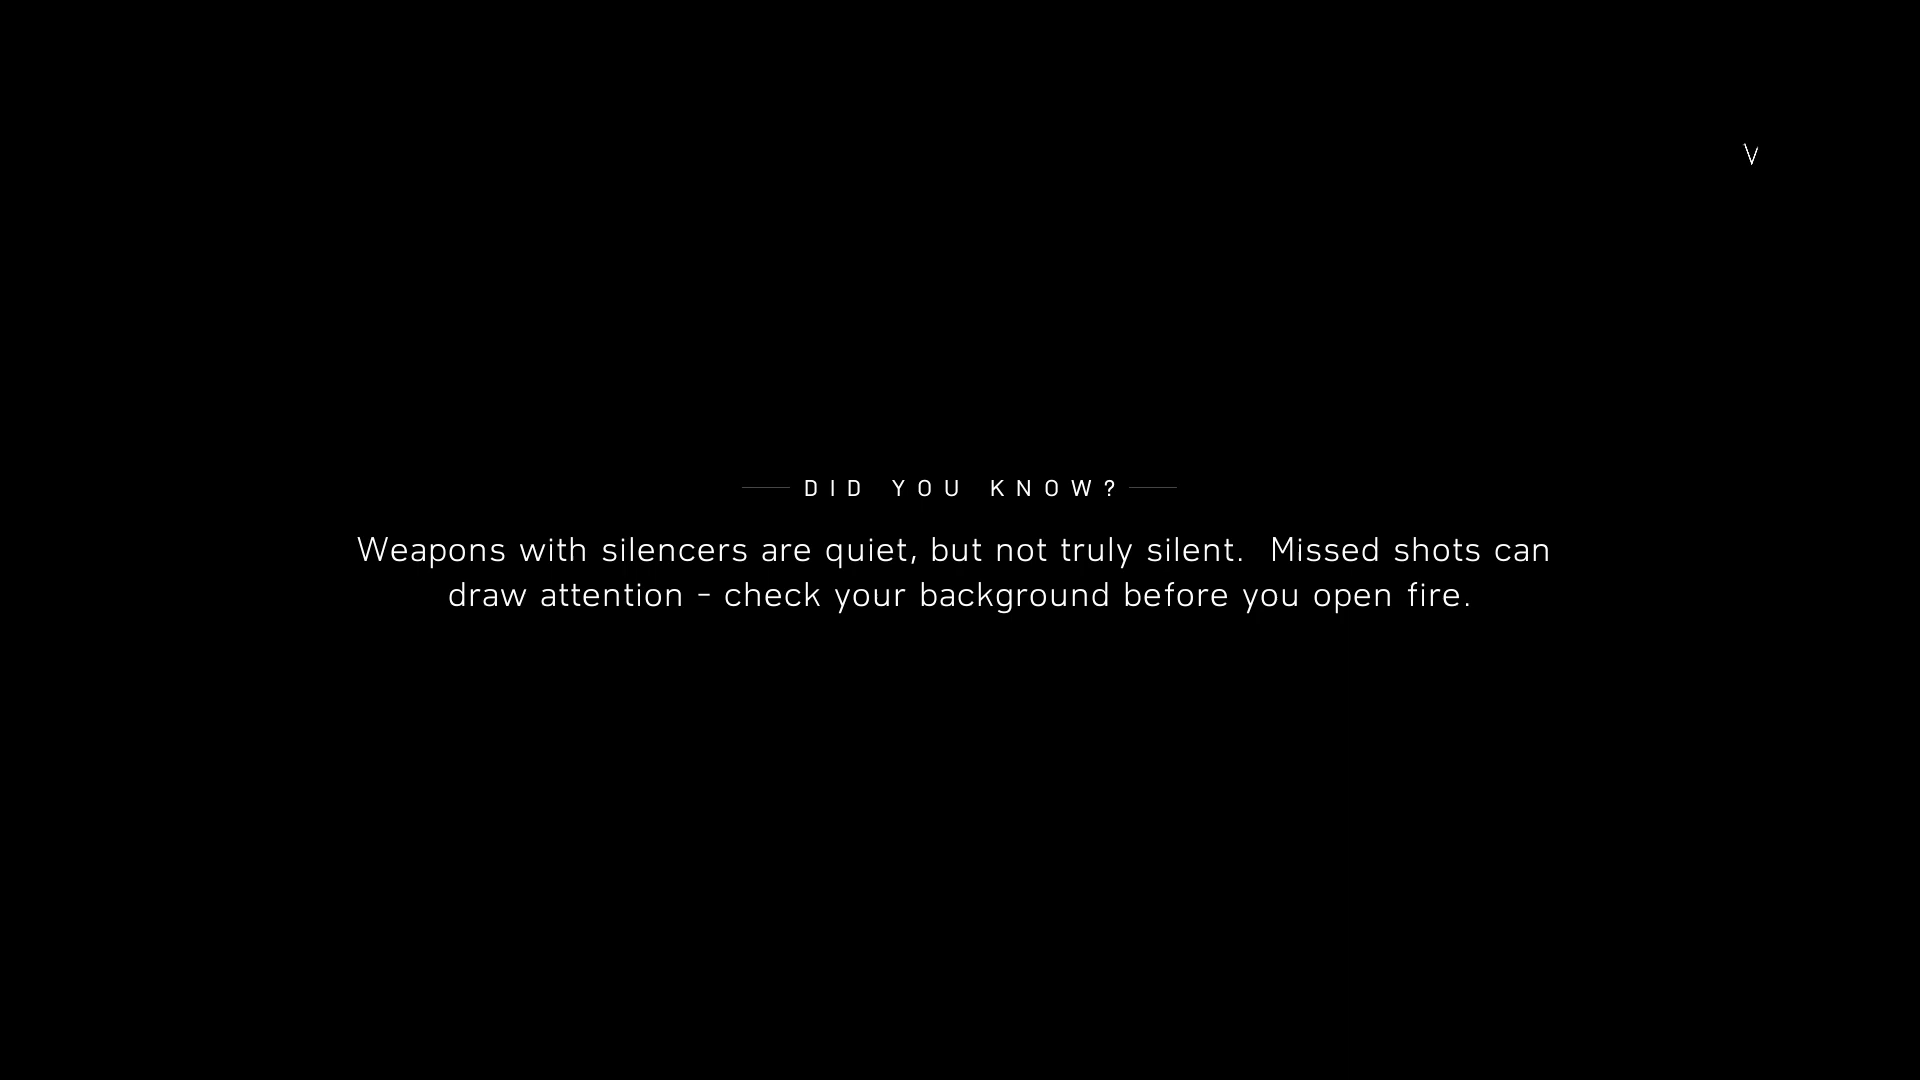 V
DID YOU KNOW?
Weapons with silencers are quiet, but not truly silent.  Missed shots can
draw attention - check your background before you open fire.